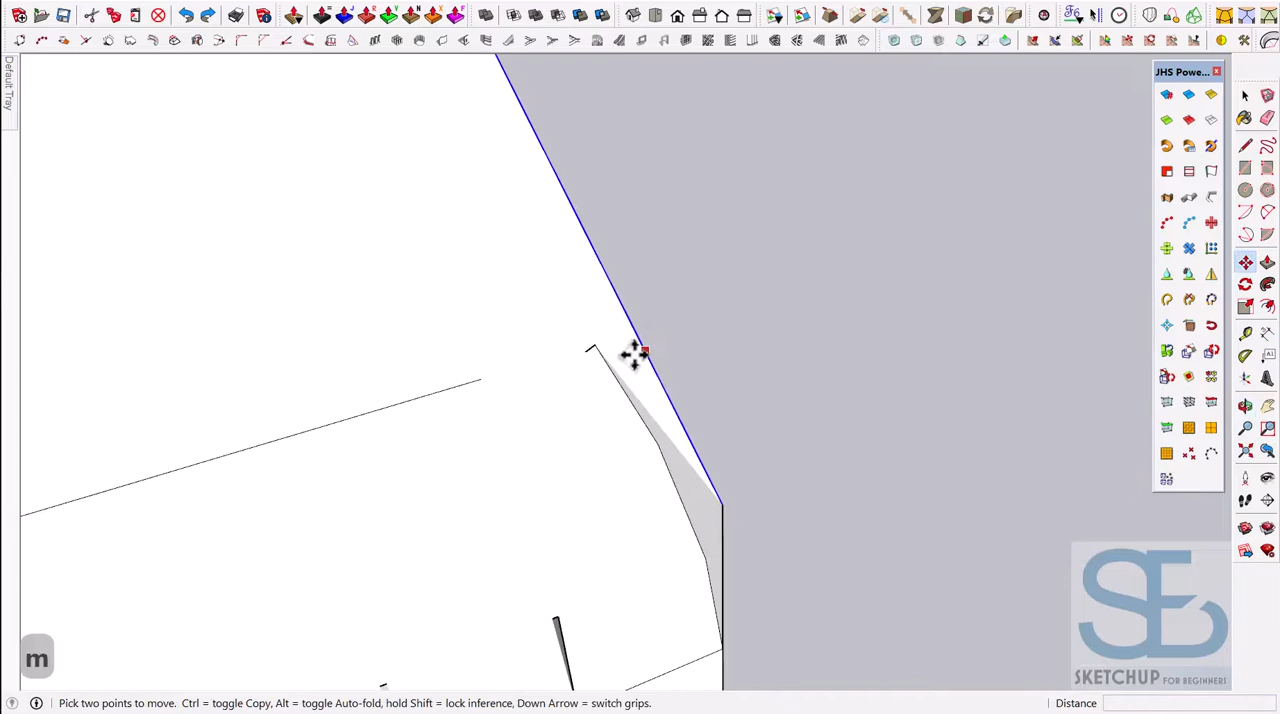 Default Tray
JHS Powe...
m
SE
SKETCHUP FOR BEGINNERS
Pick two points to move. Ctrl = toggle Copy, Alt = toggle Auto-fold, hold Shift = lock inference, Down Arrow = switch grips.
Distance